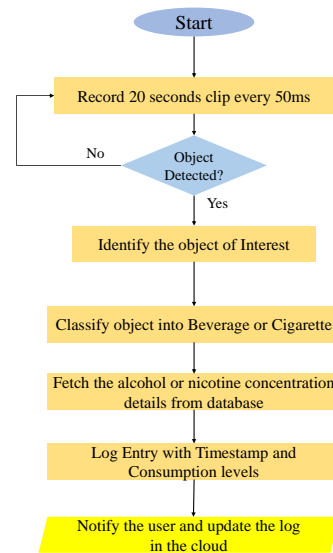 Start
Record 20 seconds clip every 50ms
No
Object
Detected?
Yes
Identify the object of Interest
Classify object into Beverage or Cigarette
Fetch the alcohol or nicotine concentration
details from database
Log Entry with Timestamp and
Consumption levels
Notify the user and update the log
in the cloud